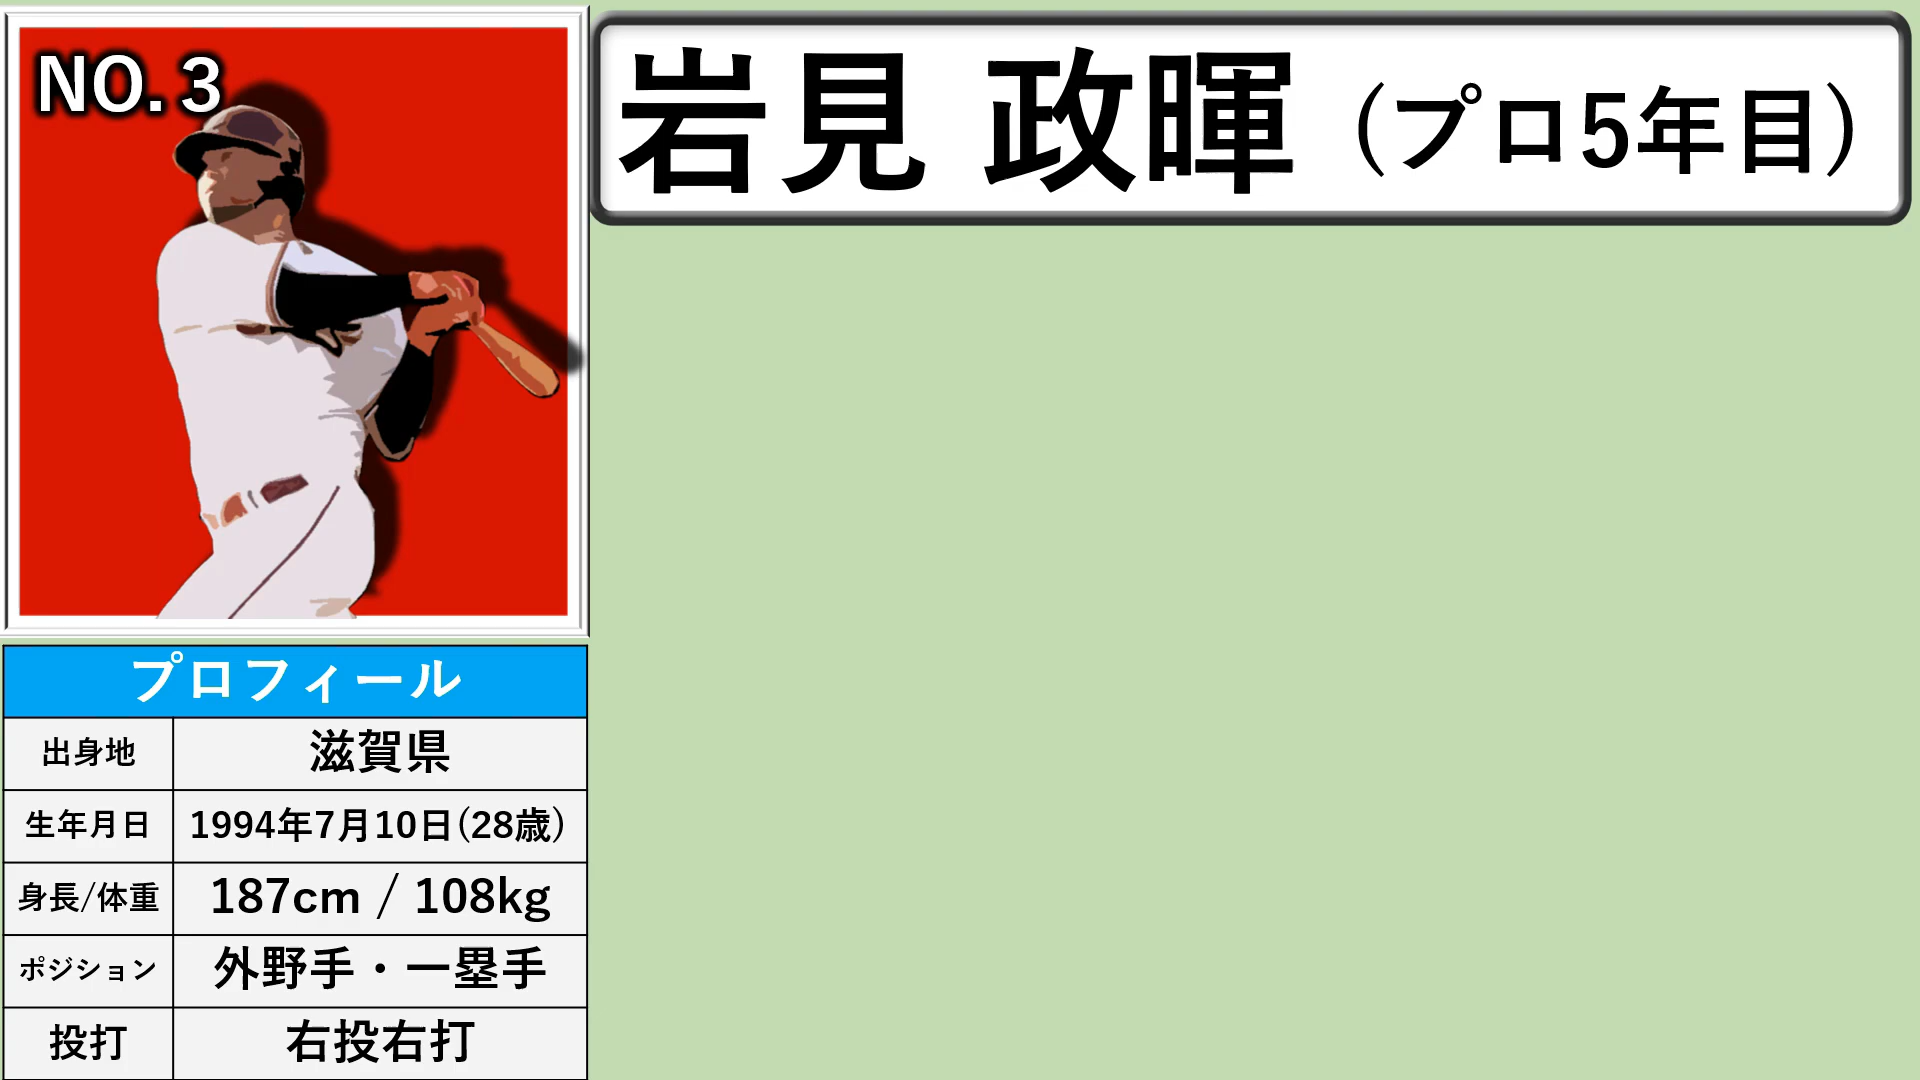 NO.3
岩見 政暉 (プロ5年目)
プロフィール
出身地 滋賀県
生年月日 1994年7月10日(28歳)
身長/体重 187cm / 108kg
ポジション 外野手・一塁手
投打 右投右打